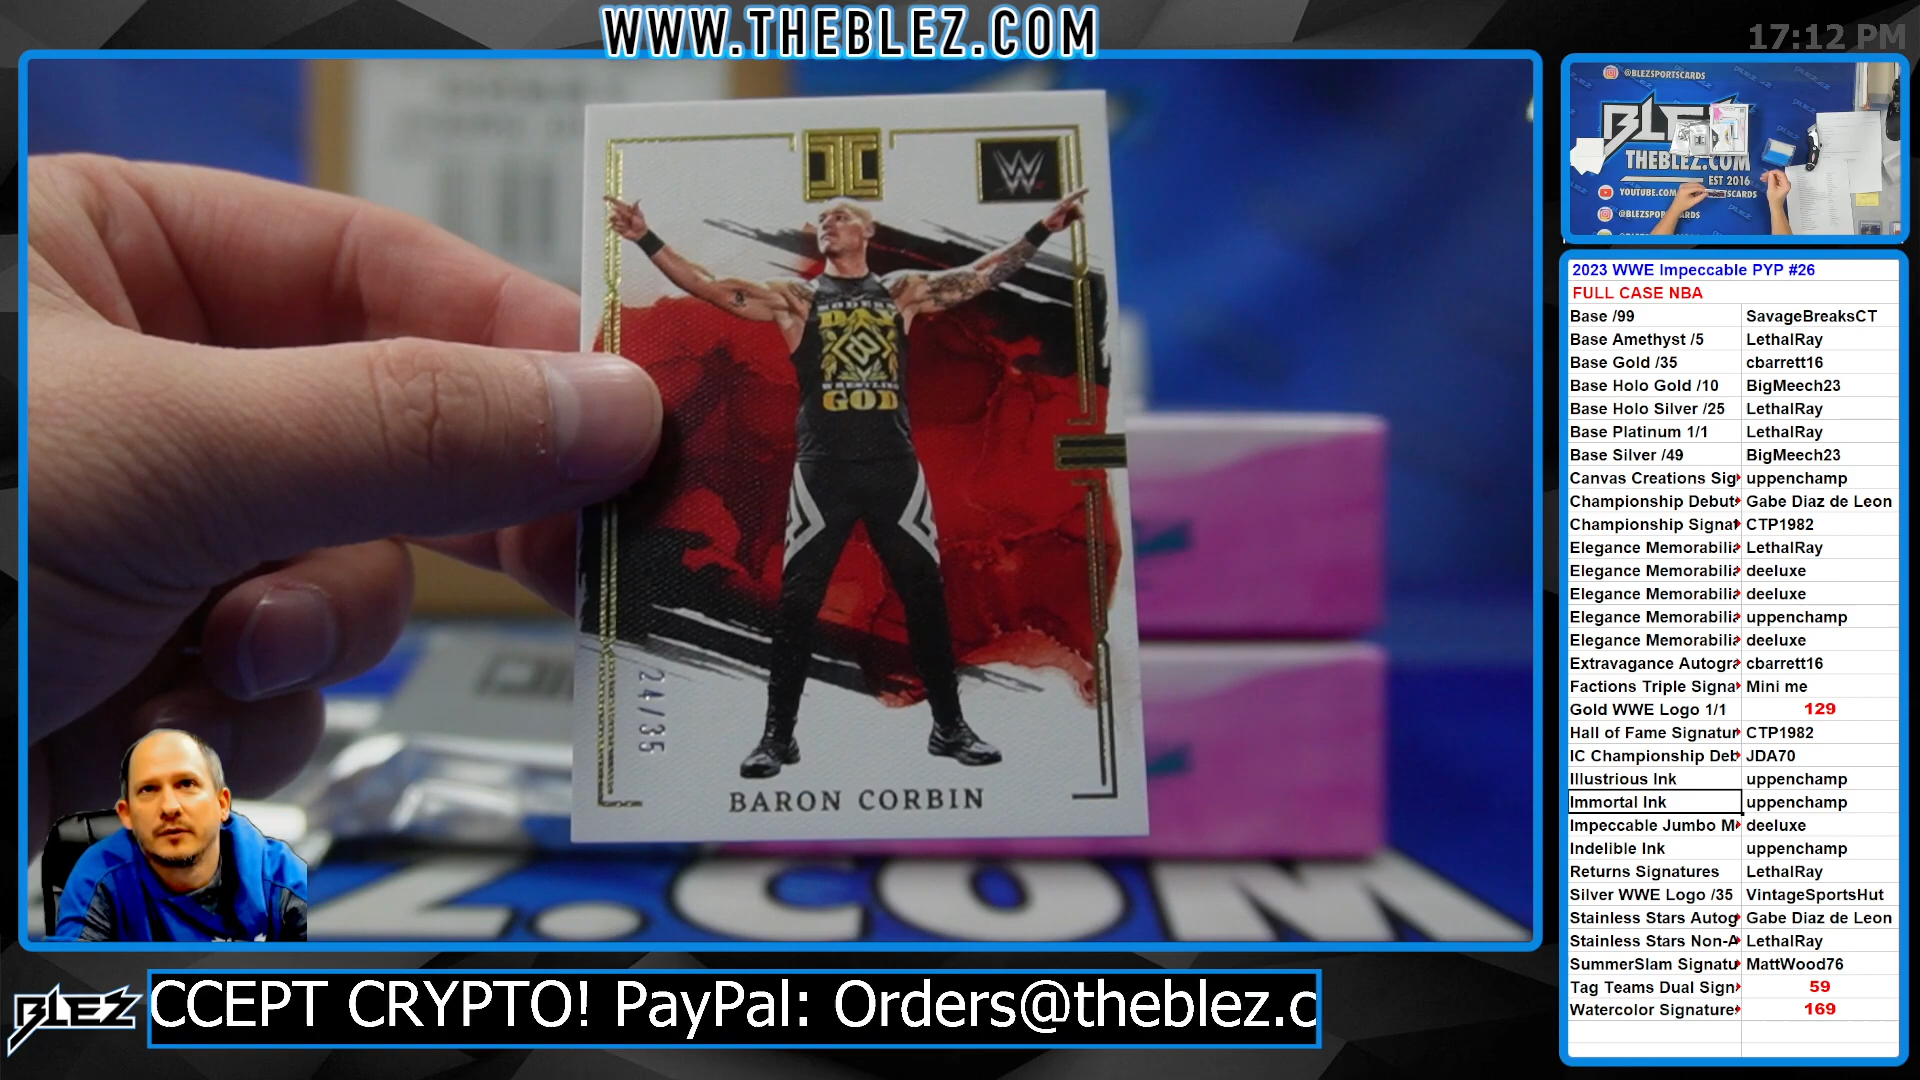 WWW.THEBLEZ.COM
17:12 PM
@BLEZSPORTSCARDS
THEBLEZ.COM
EST 2016
W
MODERN
DAY
WRESTLING
GOD
24/35
BARON CORBIN
Z.COM
2023 WWE Impeccable PYP #26
FULL CASE NBA
Base /99 SavageBreaksCT
Base Amethyst /5 LethalRay
Base Gold /35 cbarrett16
Base Holo Gold /10 BigMeech23
Base Holo Silver /25 LethalRay
Base Platinum 1/1 LethalRay
Base Silver /49 BigMeech23
Canvas Creations Sig uppenchamp
Championship Debut Gabe Diaz de Leon
Championship Signat CTP1982
Elegance Memorabilia LethalRay
Elegance Memorabilia deeluxe
Elegance Memorabilia deeluxe
Elegance Memorabilia uppenchamp
Elegance Memorabilia deeluxe
Extravagance Autogra cbarrett16
Factions Triple Signa Mini me
Gold WWE Logo 1/1 129
Hall of Fame Signatur CTP1982
IC Championship Deb JDA70
Illustrious Ink uppenchamp
Immortal Ink uppenchamp
Impeccable Jumbo M deeluxe
Indelible Ink uppenchamp
Returns Signatures LethalRay
Silver WWE Logo /35 VintageSportsHut
Stainless Stars Autog Gabe Diaz de Leon
Stainless Stars Non-A LethalRay
SummerSlam Signatu MattWood76
Tag Teams Dual Sign 59
Watercolor Signature 169
BLEZ
CCEPT CRYPTO! PayPal: Orders@theblez.c